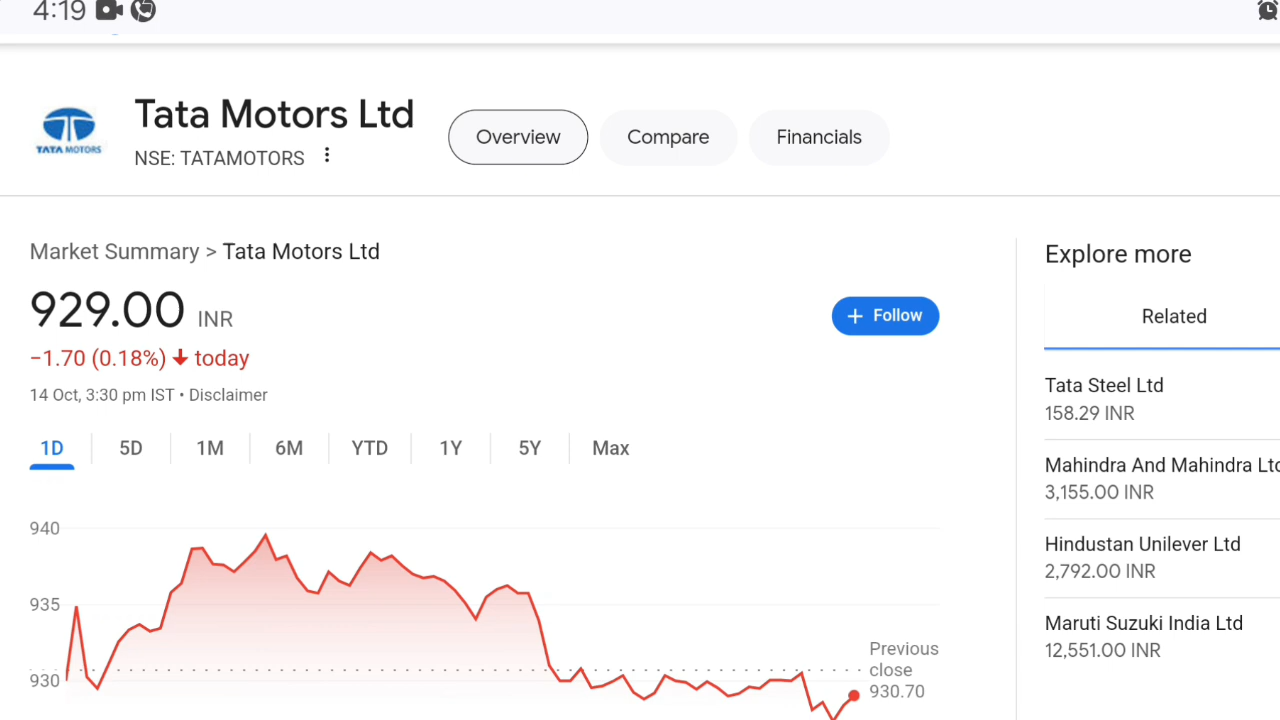 4:19
TATA MOTORS
Tata Motors Ltd
NSE: TATAMOTORS
Overview
Compare
Financials
Market Summary > Tata Motors Ltd
929.00 INR
−1.70 (0.18%) ↓ today
14 Oct, 3:30 pm IST • Disclaimer
+ Follow
1D
5D
1M
6M
YTD
1Y
5Y
Max
940
935
930
Previous
close
930.70
Explore more
Related
Tata Steel Ltd
158.29 INR
Mahindra And Mahindra Ltd
3,155.00 INR
Hindustan Unilever Ltd
2,792.00 INR
Maruti Suzuki India Ltd
12,551.00 INR